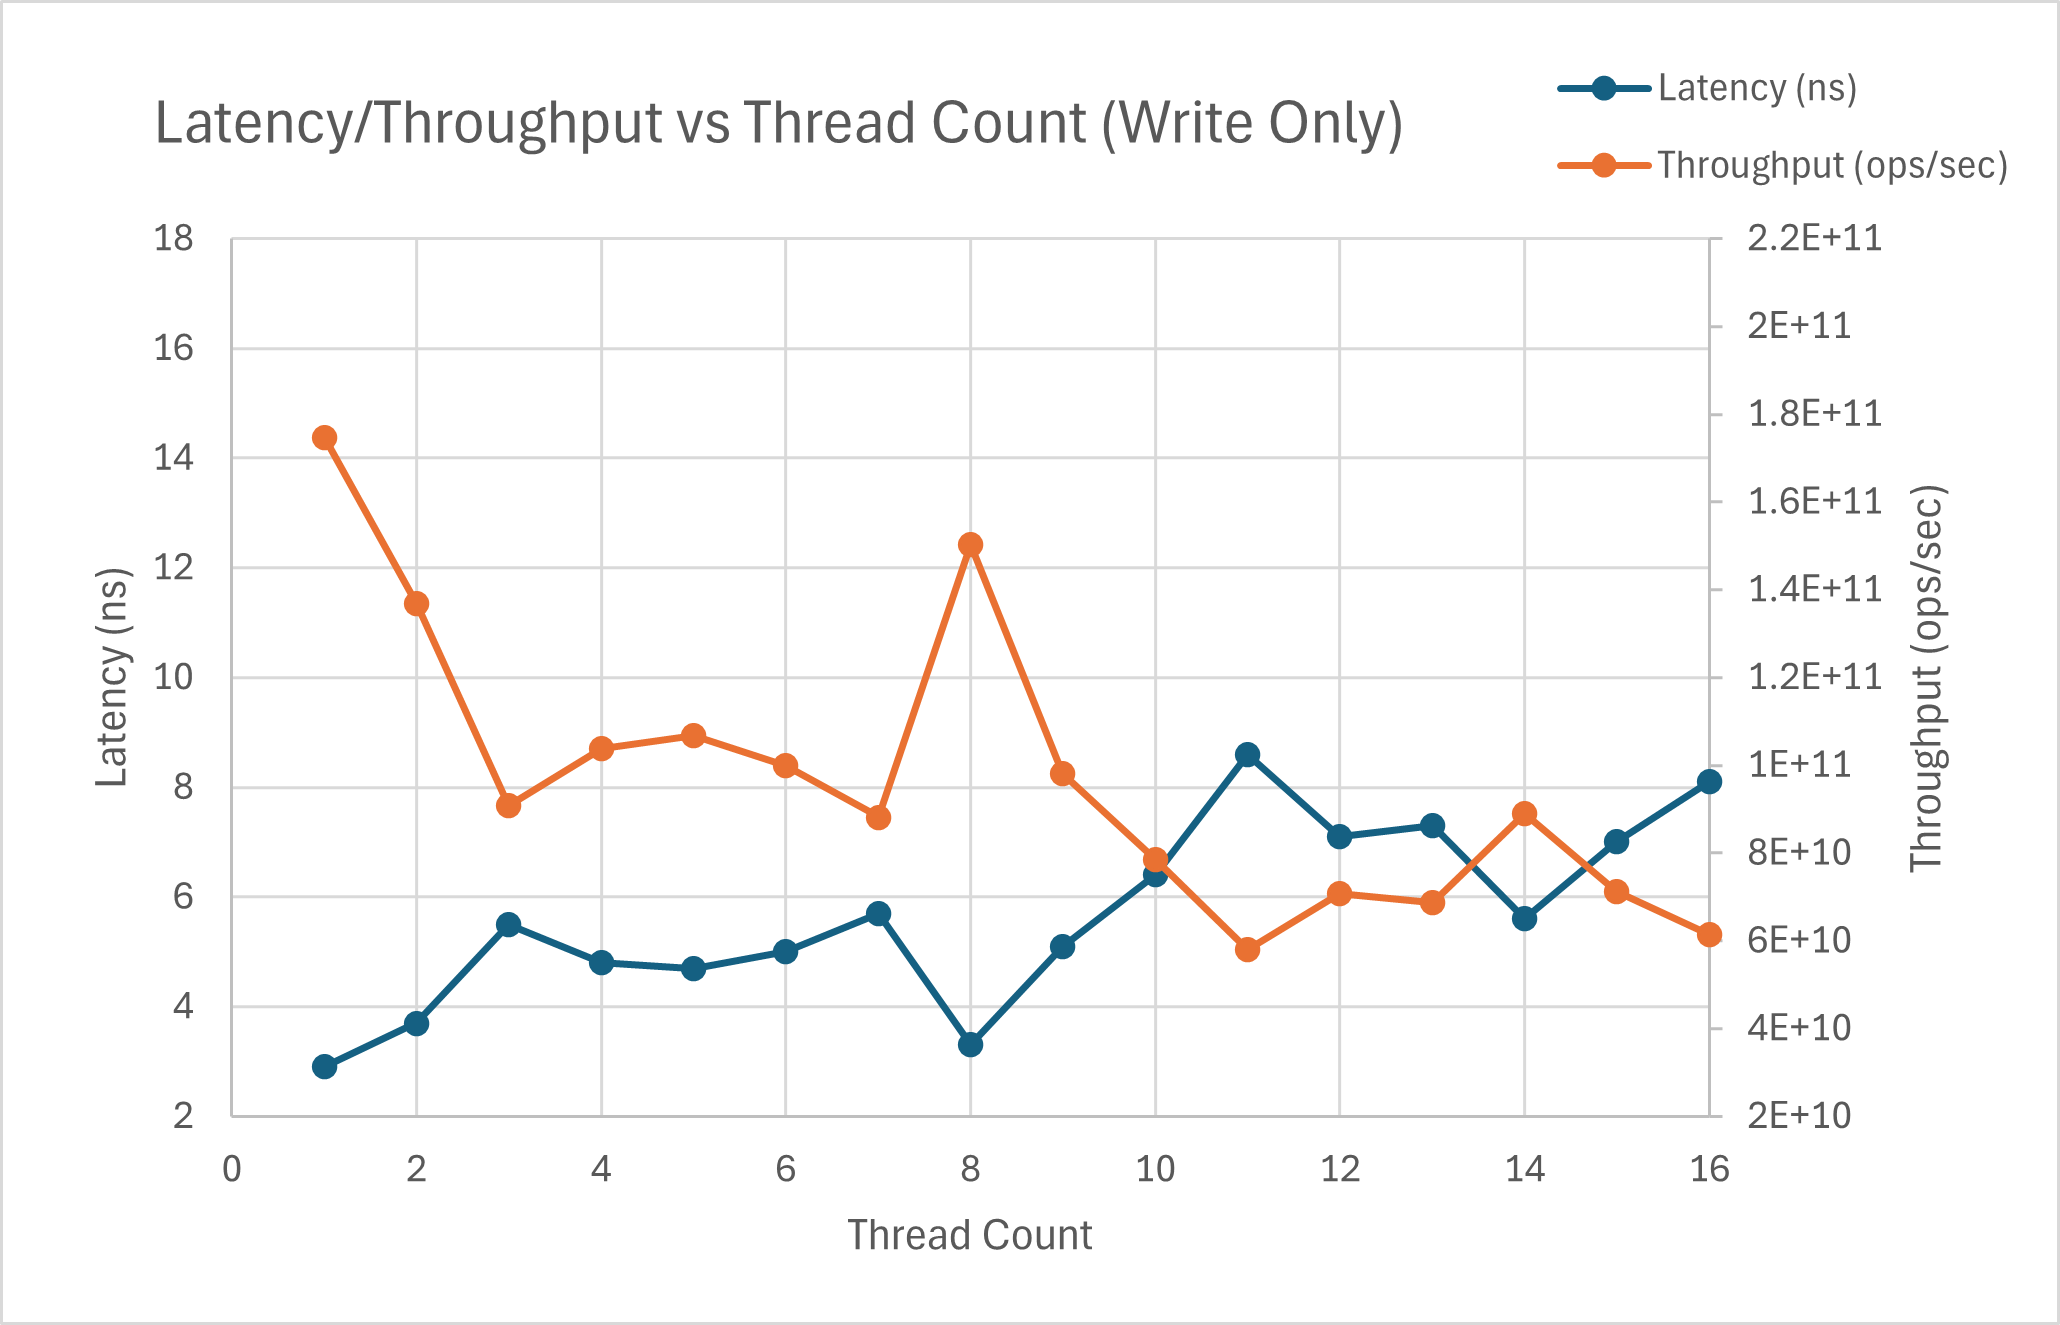 Latency/Throughput vs Thread Count (Write Only)
Latency (ns)
Throughput (ops/sec)
18
16
14
12
10
8
6
4
2
Latency (ns)
2.2E+11
2E+11
1.8E+11
1.6E+11
1.4E+11
1.2E+11
1E+11
8E+10
6E+10
4E+10
2E+10
Throughput (ops/sec)
0 2 4 6 8 10 12 14 16
Thread Count